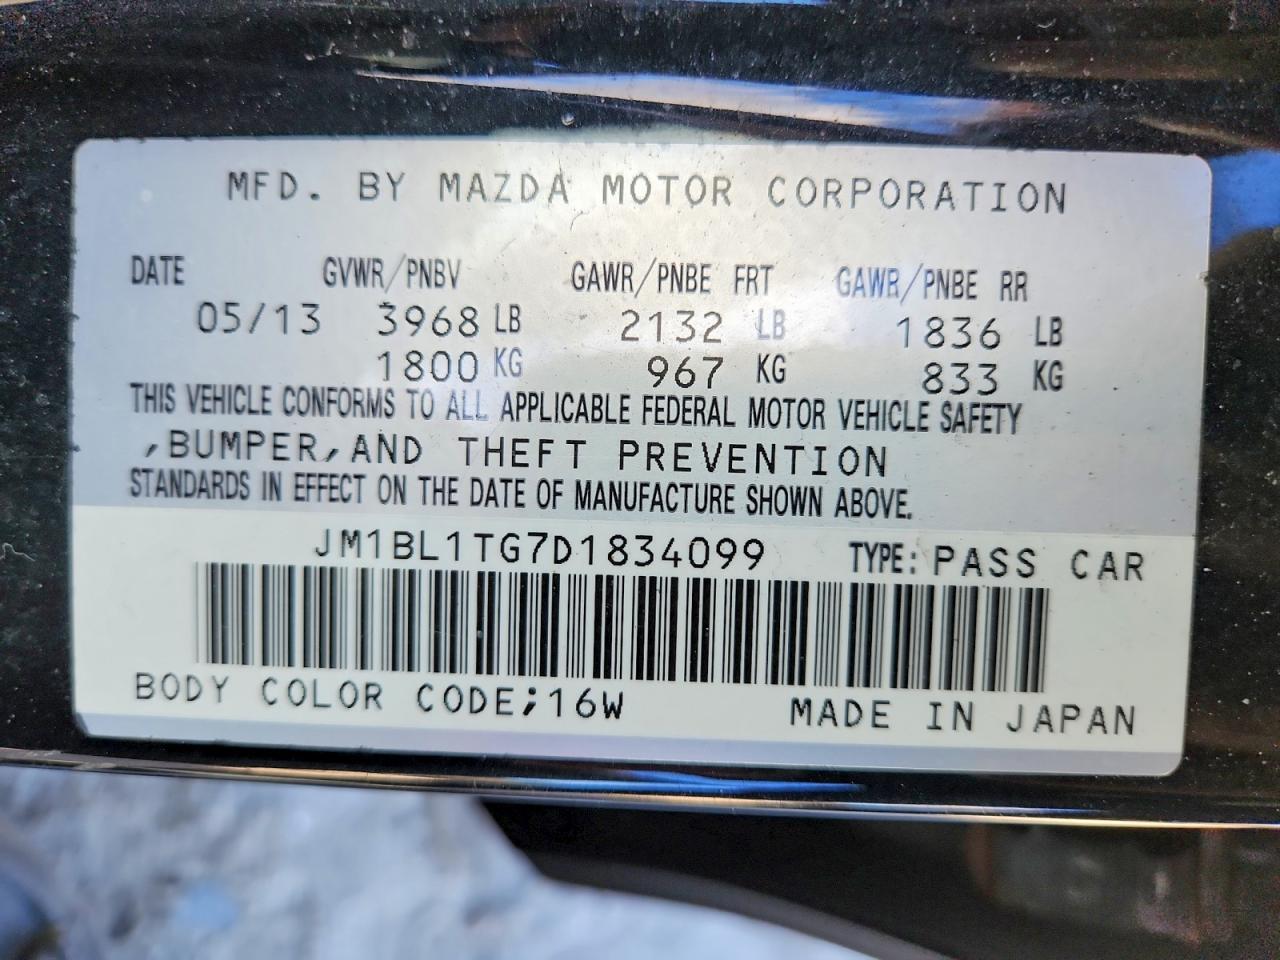 MFD. BY MAZDA MOTOR CORPORATION
DATE GVWR/PNBV GAWR/PNBE FRT GAWR/PNBE RR
05/13 3968 LB 2132 LB 1836 LB
1800 KG 967 KG 833 KG
THIS VEHICLE CONFORMS TO ALL APPLICABLE FEDERAL MOTOR VEHICLE SAFETY
,BUMPER,AND THEFT PREVENTION
STANDARDS IN EFFECT ON THE DATE OF MANUFACTURE SHOWN ABOVE.
JM1BL1TG7D1834099 TYPE: PASS CAR
BODY COLOR CODE;16W MADE IN JAPAN